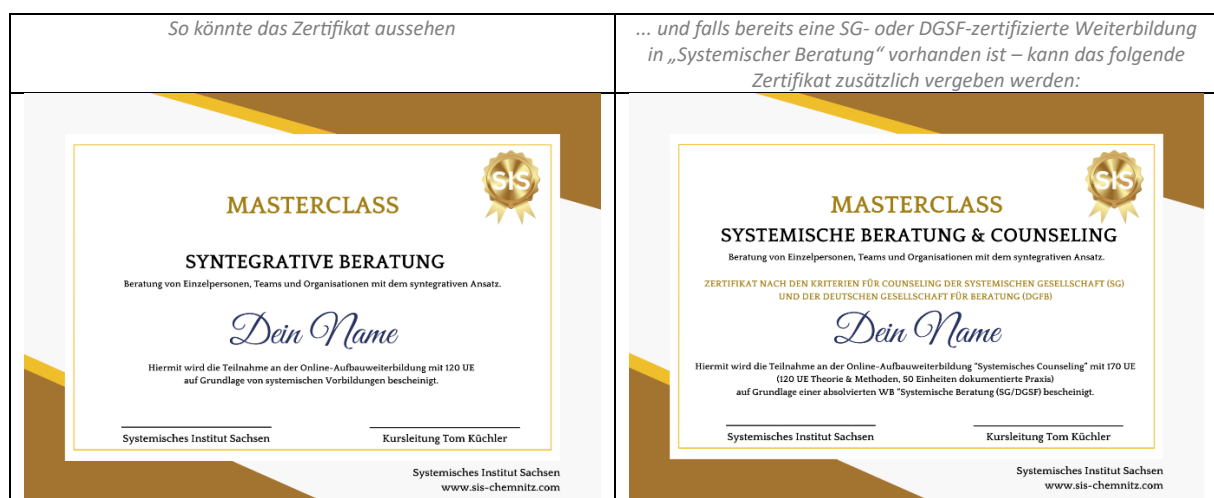 So könnte das Zertifikat aussehen
... und falls bereits eine SG- oder DGSF-zertifizierte Weiterbildung
in „Systemischer Beratung“ vorhanden ist – kann das folgende
Zertifikat zusätzlich vergeben werden:
SIS
MASTERCLASS
SYNTEGRATIVE BERATUNG
Beratung von Einzelpersonen, Teams und Organisationen mit dem syntegrativen Ansatz.
Dein Name
Hiermit wird die Teilnahme an der Online-Aufbauweiterbildung mit 120 UE
auf Grundlage von systemischen Vorbildungen bescheinigt.
Systemisches Institut Sachsen
Kursleitung Tom Küchler
Systemisches Institut Sachsen
www.sis-chemnitz.com
SIS
MASTERCLASS
SYSTEMISCHE BERATUNG & COUNSELING
Beratung von Einzelpersonen, Teams und Organisationen mit dem syntegrativen Ansatz.
ZERTIFIKAT NACH DEN KRITERIEN FÜR COUNSELING DER SYSTEMISCHEN GESELLSCHAFT (SG)
UND DER DEUTSCHEN GESELLSCHAFT FÜR BERATUNG (DGFB)
Dein Name
Hiermit wird die Teilnahme an der Online-Aufbauweiterbildung "Systemisches Counseling" mit 170 UE
(120 UE Theorie & Methoden, 50 Einheiten dokumentierte Praxis)
auf Grundlage einer absolvierten WB "Systemische Beratung (SG/DGSF) bescheinigt.
Systemisches Institut Sachsen
Kursleitung Tom Küchler
Systemisches Institut Sachsen
www.sis-chemnitz.com